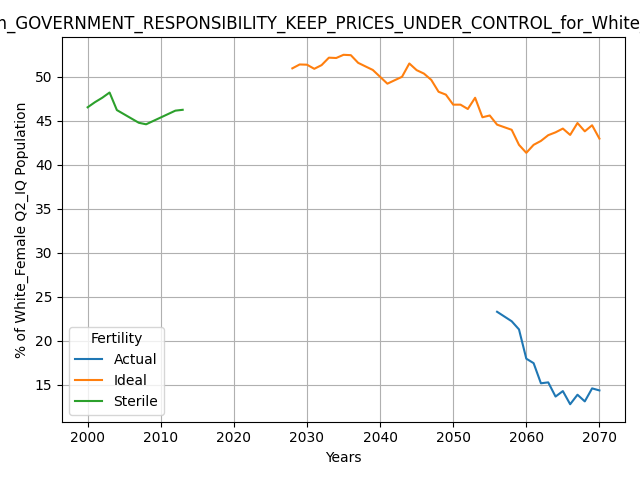 n_GOVERNMENT_RESPONSIBILITY_KEEP_PRICES_UNDER_CONTROL_for_White
% of White_Female Q2_IQ Population
50
45
40
35
30
25
20
15
Fertility
Actual
Ideal
Sterile
2000 2010 2020 2030 2040 2050 2060 2070
Years